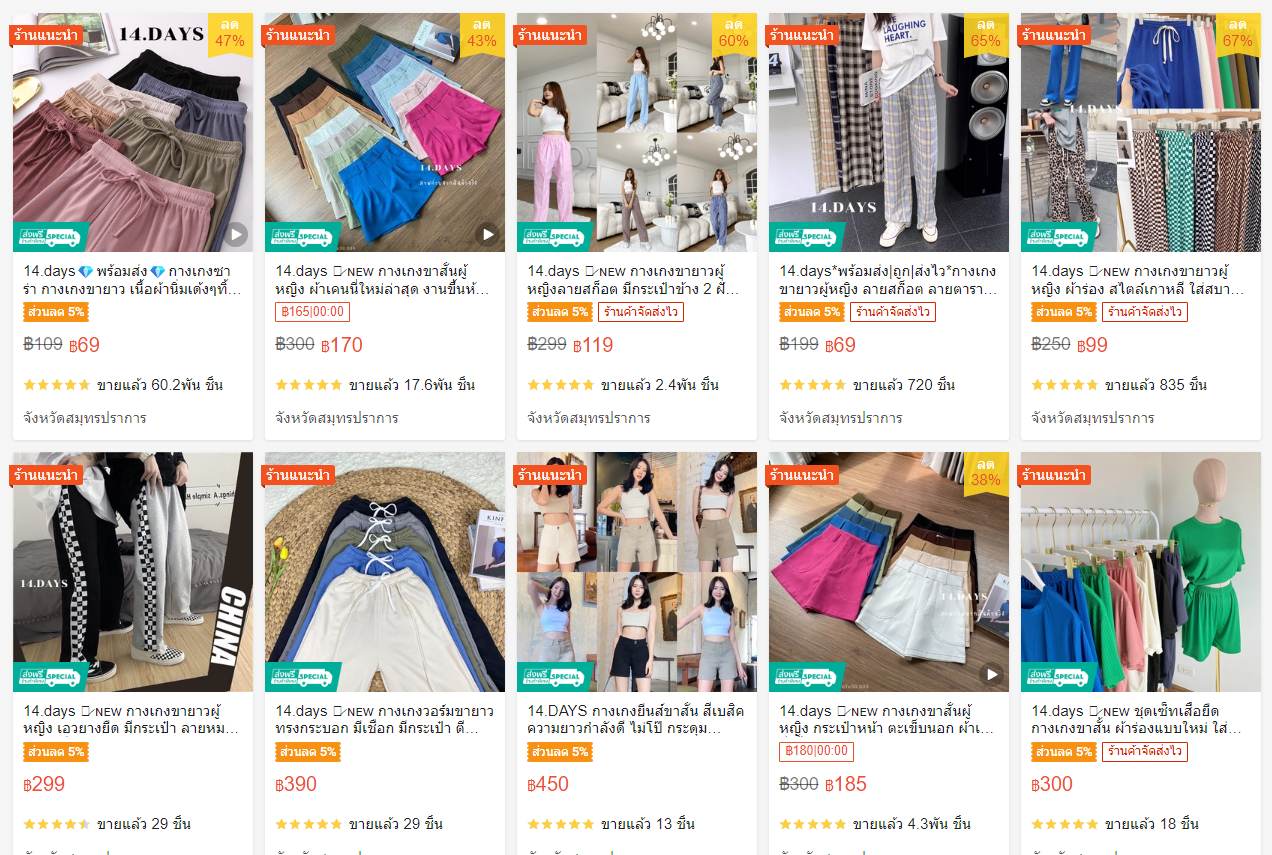 ร้านแนะนำ
14.DAYS
ลด
47%
ส่งฟรี
SPECIAL
14.days💎พร้อมส่ง💎กางเกงซา
ร่า กางเกงขายาว เนื้อผ้านิ่มเด้งๆทิ้...
ส่วนลด 5%
฿109 ฿69
ขายแล้ว 60.2พัน ชิ้น
จังหวัดสมุทรปราการ
ร้านแนะนำ
ลด
43%
14.DAYS
ส่งฟรี
SPECIAL
14.days NEW กางเกงขาสั้นผู้
หญิง ผ้าเดนนี่ใหม่ล่าสุด งานขึ้นห้...
฿165|00:00
฿300 ฿170
ขายแล้ว 17.6พัน ชิ้น
จังหวัดสมุทรปราการ
ร้านแนะนำ
ลด
60%
ส่งฟรี
SPECIAL
14.days NEW กางเกงขายาวผู้
หญิงลายสก็อต มีกระเป๋าข้าง 2 ฝั...
ส่วนลด 5% ร้านค้าจัดส่งไว
฿299 ฿119
ขายแล้ว 2.4พัน ชิ้น
จังหวัดสมุทรปราการ
ร้านแนะนำ
LAUGHING
HEART.
ลด
65%
14.DAYS
ส่งฟรี
SPECIAL
14.days*พร้อมส่ง|ถูก|ส่งไว*กางเกง
ขายาวผู้หญิง ลายสก็อต ลายตารา...
ส่วนลด 5% ร้านค้าจัดส่งไว
฿199 ฿69
ขายแล้ว 720 ชิ้น
จังหวัดสมุทรปราการ
ร้านแนะนำ
ลด
67%
14.DAYS
ส่งฟรี
SPECIAL
14.days NEW กางเกงขายาวผู้
หญิง ผ้าร่อง สไตล์เกาหลี ใส่สบา...
ส่วนลด 5% ร้านค้าจัดส่งไว
฿250 ฿99
ขายแล้ว 835 ชิ้น
จังหวัดสมุทรปราการ
ร้านแนะนำ
14.DAYS
CHINA
ส่งฟรี
SPECIAL
14.days NEW กางเกงขายาวผู้
หญิง เอวยางยืด มีกระเป๋า ลายหม...
ส่วนลด 5%
฿299
ขายแล้ว 29 ชิ้น
ร้านแนะนำ
ส่งฟรี
SPECIAL
14.days NEW กางเกงวอร์มขายาว
ทรงกระบอก มีเชือก มีกระเป๋า ดี...
ส่วนลด 5%
฿390
ขายแล้ว 29 ชิ้น
ร้านแนะนำ
ส่งฟรี
SPECIAL
14.DAYS กางเกงยีนส์ขาสั้น สีเบสิค
ความยาวกำลังดี ไม่โป๊ กระดุม...
ส่วนลด 5%
฿450
ขายแล้ว 13 ชิ้น
ร้านแนะนำ
ลด
38%
14.DAYS
ส่งฟรี
SPECIAL
14.days NEW กางเกงขาสั้นผู้
หญิง กระเป๋าหน้า ตะเข็บนอก ผ้าเ...
฿180|00:00
฿300 ฿185
ขายแล้ว 4.3พัน ชิ้น
ร้านแนะนำ
ส่งฟรี
SPECIAL
14.days NEW ชุดเซ็ทเสื้อยืด
กางเกงขาสั้น ผ้าร่องแบบใหม่ ใส่...
ส่วนลด 5% ร้านค้าจัดส่งไว
฿300
ขายแล้ว 18 ชิ้น